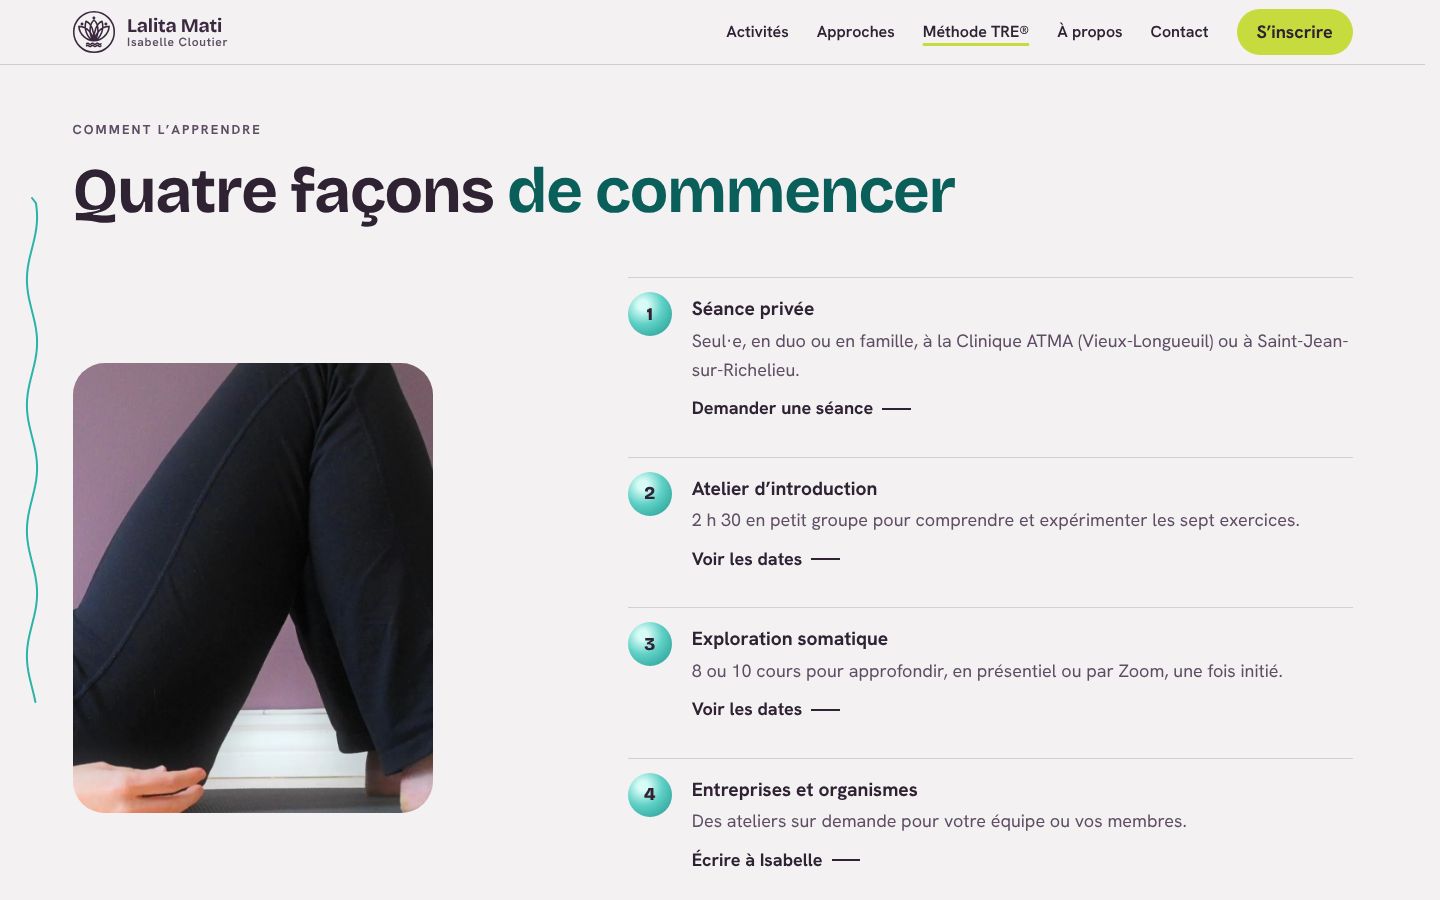 Lalita Mati
Isabelle Cloutier
Activités
Approches
Méthode TRE®
À propos
Contact
S’inscrire
COMMENT L’APPRENDRE
Quatre façons de commencer
1
Séance privée
Seul·e, en duo ou en famille, à la Clinique ATMA (Vieux-Longueuil) ou à Saint-Jean-
sur-Richelieu.
Demander une séance
2
Atelier d’introduction
2 h 30 en petit groupe pour comprendre et expérimenter les sept exercices.
Voir les dates
3
Exploration somatique
8 ou 10 cours pour approfondir, en présentiel ou par Zoom, une fois initié.
Voir les dates
4
Entreprises et organismes
Des ateliers sur demande pour votre équipe ou vos membres.
Écrire à Isabelle